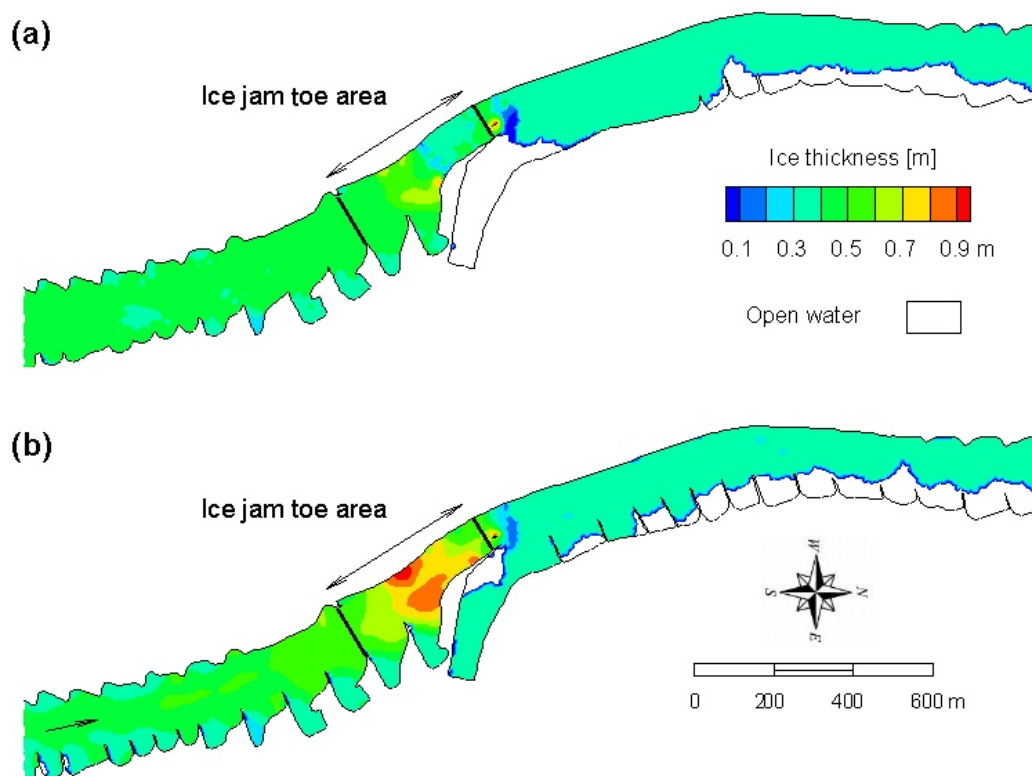 (a)
Ice jam toe area
Ice thickness [m]
0.1 0.3 0.5 0.7 0.9 m
Open water
(b)
Ice jam toe area
W
S N
E
0 200 400 600 m